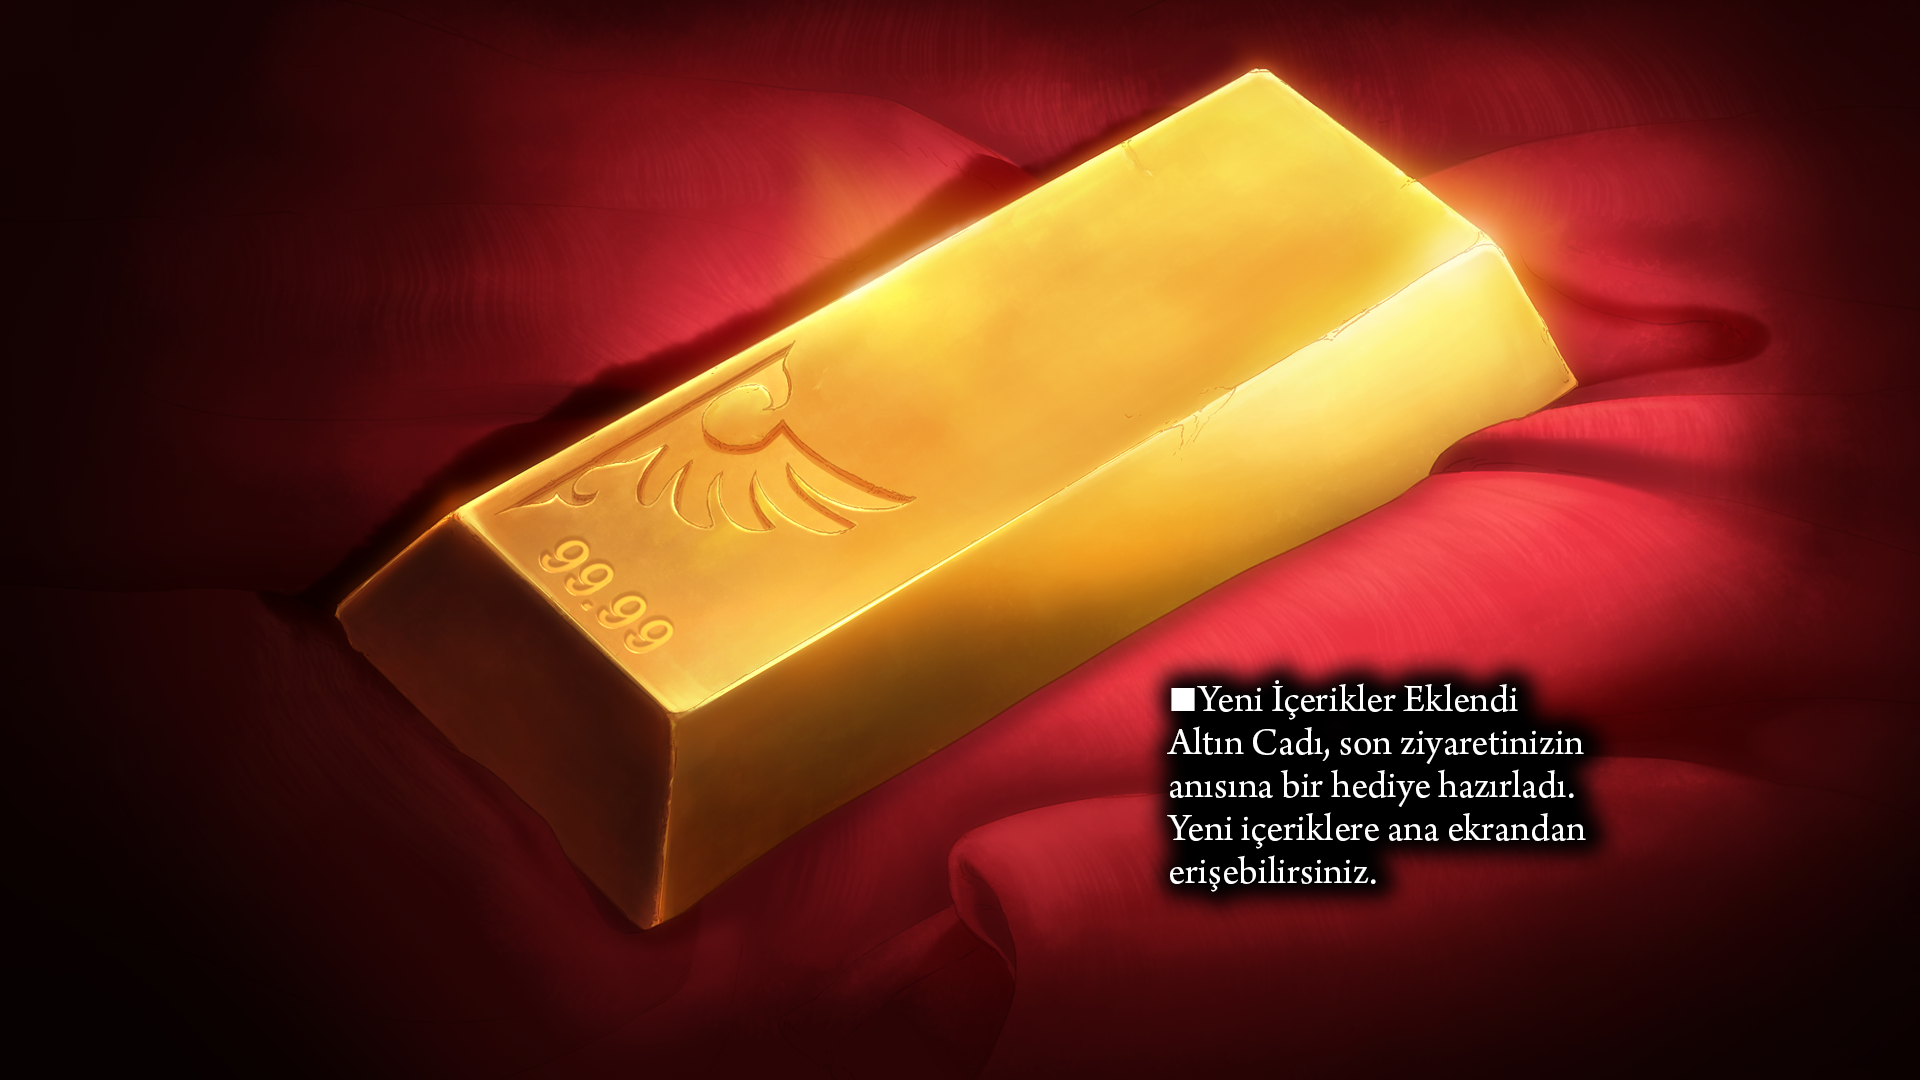 99.99
■Yeni İçerikler Eklendi
Altın Cadı, son ziyaretinizin
anısına bir hediye hazırladı.
Yeni içeriklere ana ekrandan
erişebilirsiniz.